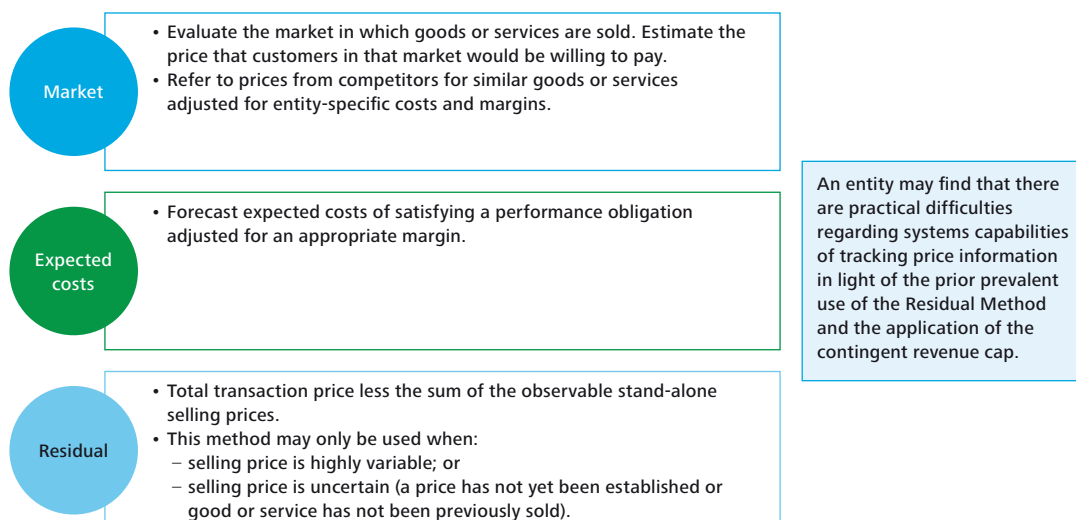 Market
• Evaluate the market in which goods or services are sold. Estimate the
price that customers in that market would be willing to pay.
• Refer to prices from competitors for similar goods or services
adjusted for entity-specific costs and margins.
Expected
costs
• Forecast expected costs of satisfying a performance obligation
adjusted for an appropriate margin.
Residual
• Total transaction price less the sum of the observable stand-alone
selling prices.
• This method may only be used when:
– selling price is highly variable; or
– selling price is uncertain (a price has not yet been established or
good or service has not been previously sold).
An entity may find that there
are practical difficulties
regarding systems capabilities
of tracking price information
in light of the prior prevalent
use of the Residual Method
and the application of the
contingent revenue cap.